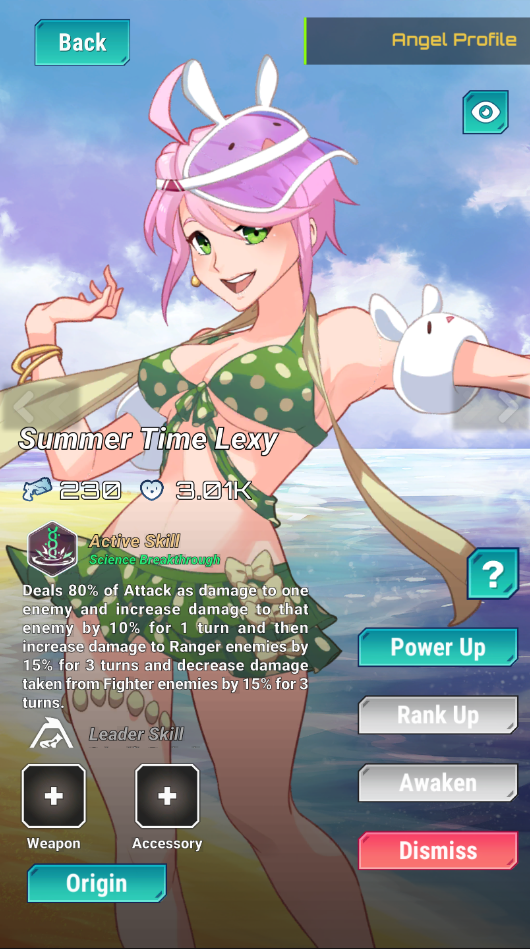 Back
Angel Profile
Summer Time Lexy
230 3.01K
Active Skill
Science Breakthrough
Deals 80% of Attack as damage to one
enemy and increase damage to that
enemy by 10% for 1 turn and then
increase damage to Ranger enemies by
15% for 3 turns and decrease damage
taken from Fighter enemies by 15% for 3
turns.
Leader Skill
?
Power Up
Rank Up
Awaken
Dismiss
+ +
Weapon Accessory
Origin